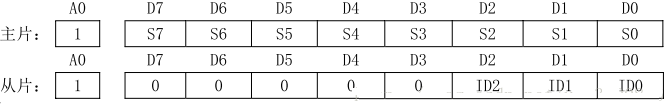 A0 D7 D6 D5 D4 D3 D2 D1 D0
主片： 1 S7 S6 S5 S4 S3 S2 S1 S0
A0 D7 D6 D5 D4 D3 D2 D1 D0
从片： 1 0 0 0 0 0 ID2 ID1 ID0